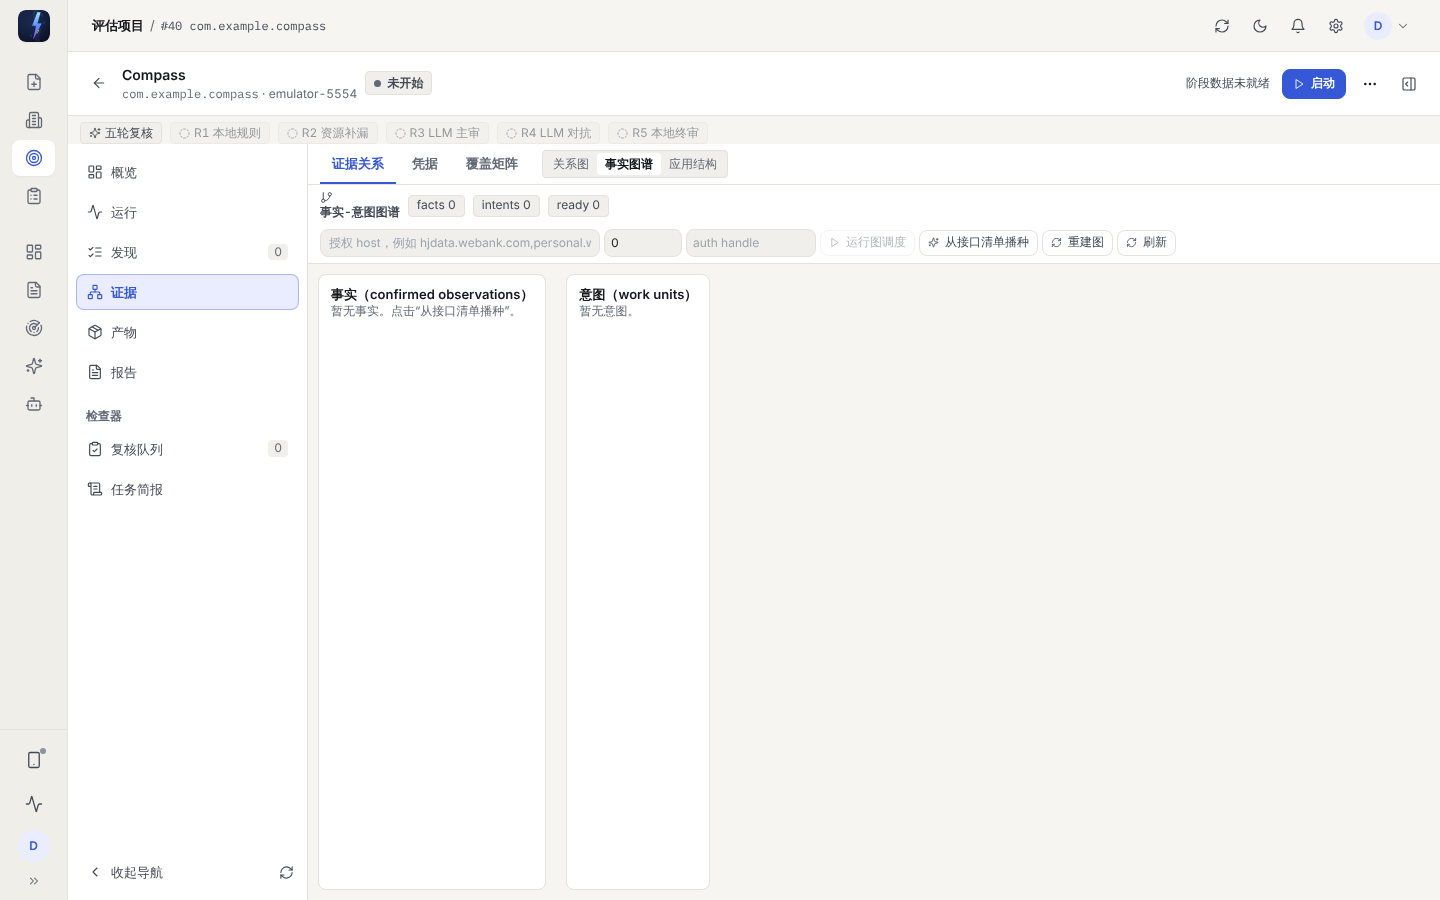 评估项目 / #40 com.example.compass
D
Compass
com.example.compass · emulator-5554
未开始
阶段数据未就绪
启动
五轮复核
R1 本地规则
R2 资源补漏
R3 LLM 主审
R4 LLM 对抗
R5 本地终审
概览
运行
发现 0
证据
产物
报告
检查器
复核队列 0
任务简报
收起导航
D
证据关系
凭据
覆盖矩阵
关系图
事实图谱
应用结构
事实-意图图谱
facts 0
intents 0
ready 0
授权 host，例如 hjdata.webank.com,personal.v
0
auth handle
运行图调度
从接口清单播种
重建图
刷新
事实（confirmed observations）
暂无事实。点击“从接口清单播种”。
意图（work units）
暂无意图。